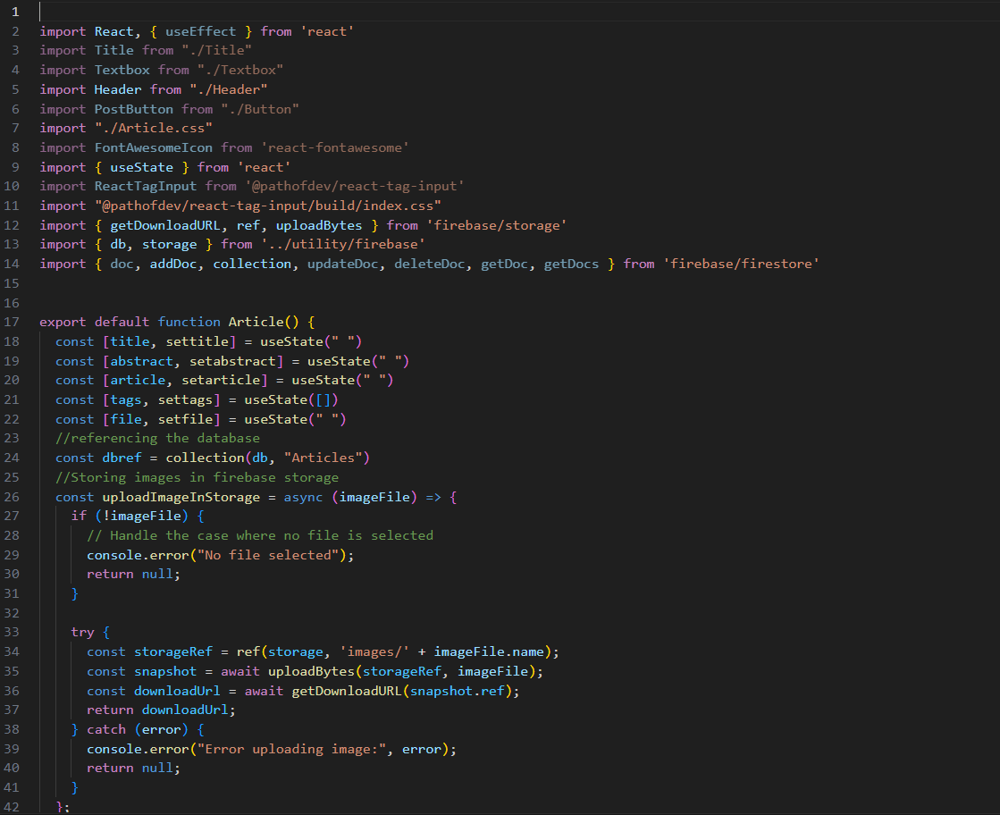 1
2 import React, { useEffect } from 'react'
3 import Title from "./Title"
4 import Textbox from "./Textbox"
5 import Header from "./Header"
6 import PostButton from "./Button"
7 import "./Article.css"
8 import FontAwesomeIcon from 'react-fontawesome'
9 import { useState } from 'react'
10 import ReactTagInput from '@pathofdev/react-tag-input'
11 import "@pathofdev/react-tag-input/build/index.css"
12 import { getDownloadURL, ref, uploadBytes } from 'firebase/storage'
13 import { db, storage } from '../utility/firebase'
14 import { doc, addDoc, collection, updateDoc, deleteDoc, getDoc, getDocs } from 'firebase/firestore'
15
16
17 export default function Article() {
18   const [title, settitle] = useState(" ")
19   const [abstract, setabstract] = useState(" ")
20   const [article, setarticle] = useState(" ")
21   const [tags, settags] = useState([])
22   const [file, setfile] = useState(" ")
23   //referencing the database
24   const dbref = collection(db, "Articles")
25   //Storing images in firebase storage
26   const uploadImageInStorage = async (imageFile) => {
27     if (!imageFile) {
28       // Handle the case where no file is selected
29       console.error("No file selected");
30       return null;
31     }
32
33     try {
34       const storageRef = ref(storage, 'images/' + imageFile.name);
35       const snapshot = await uploadBytes(storageRef, imageFile);
36       const downloadUrl = await getDownloadURL(snapshot.ref);
37       return downloadUrl;
38     } catch (error) {
39       console.error("Error uploading image:", error);
40       return null;
41     }
42   };